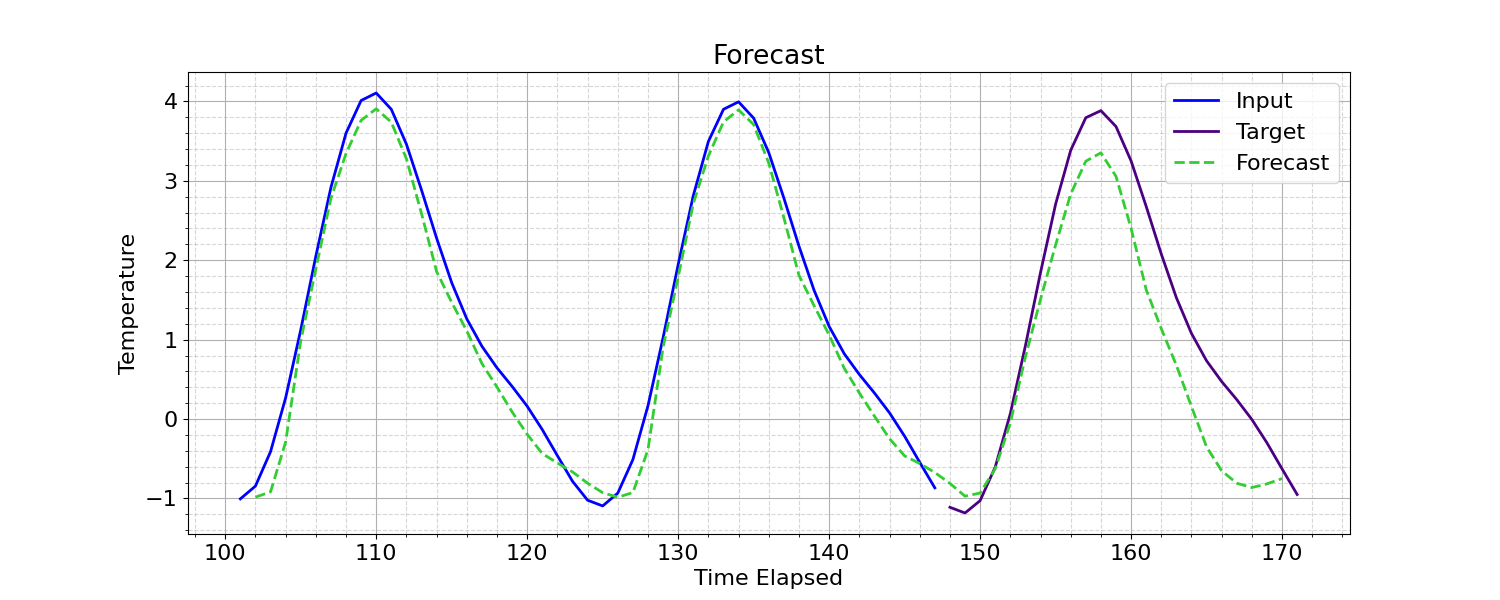 Forecast
Temperature
4
3
2
1
0
−1
Input
Target
Forecast
100 110 120 130 140 150 160 170
Time Elapsed